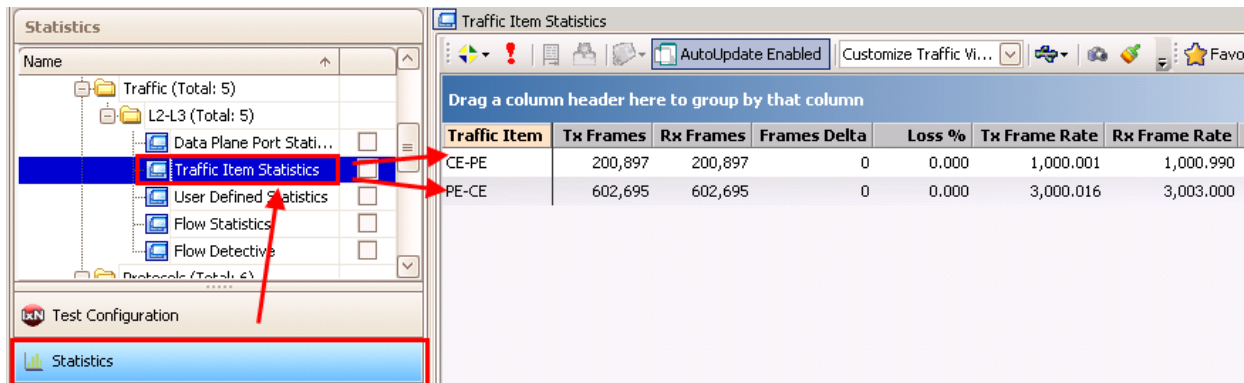 Statistics
Name
Traffic (Total: 5)
L2-L3 (Total: 5)
Data Plane Port Stati...
Traffic Item Statistics
User Defined Statistics
Flow Statistics
Flow Detective
Protocols (Total: 6)
IxN Test Configuration
Statistics
Traffic Item Statistics
AutoUpdate Enabled Customize Traffic Vi... Favo
Drag a column header here to group by that column
Traffic Item Tx Frames Rx Frames Frames Delta Loss % Tx Frame Rate Rx Frame Rate
CE-PE 200,897 200,897 0 0.000 1,000.001 1,000.990
PE-CE 602,695 602,695 0 0.000 3,000.016 3,003.000